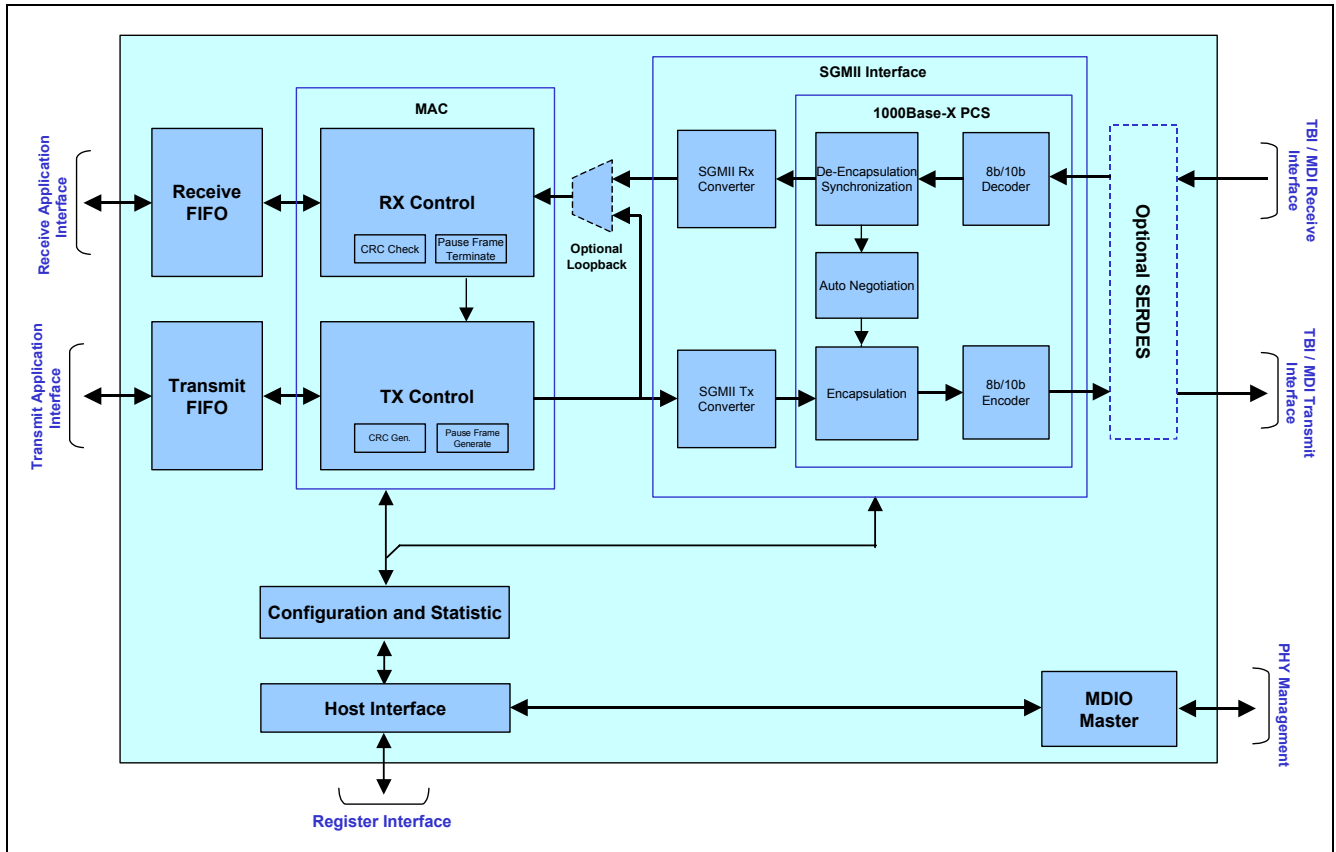 SGMII Interface
MAC
1000Base-X PCS
Receive Application
Interface
Receive
FIFO
RX Control
CRC Check
Pause Frame
Terminate
Optional
Loopback
SGMII Rx
Converter
De-Encapsulation
Synchronization
8b/10b
Decoder
Optional SERDES
TBI / MDI Receive
Interface
Auto Negotiation
Transmit Application
Interface
Transmit
FIFO
TX Control
CRC Gen.
Pause Frame
Generate
SGMII Tx
Converter
Encapsulation
8b/10b
Encoder
TBI / MDI Transmit
Interface
Configuration and Statistic
Host Interface
MDIO
Master
PHY Management
Register Interface